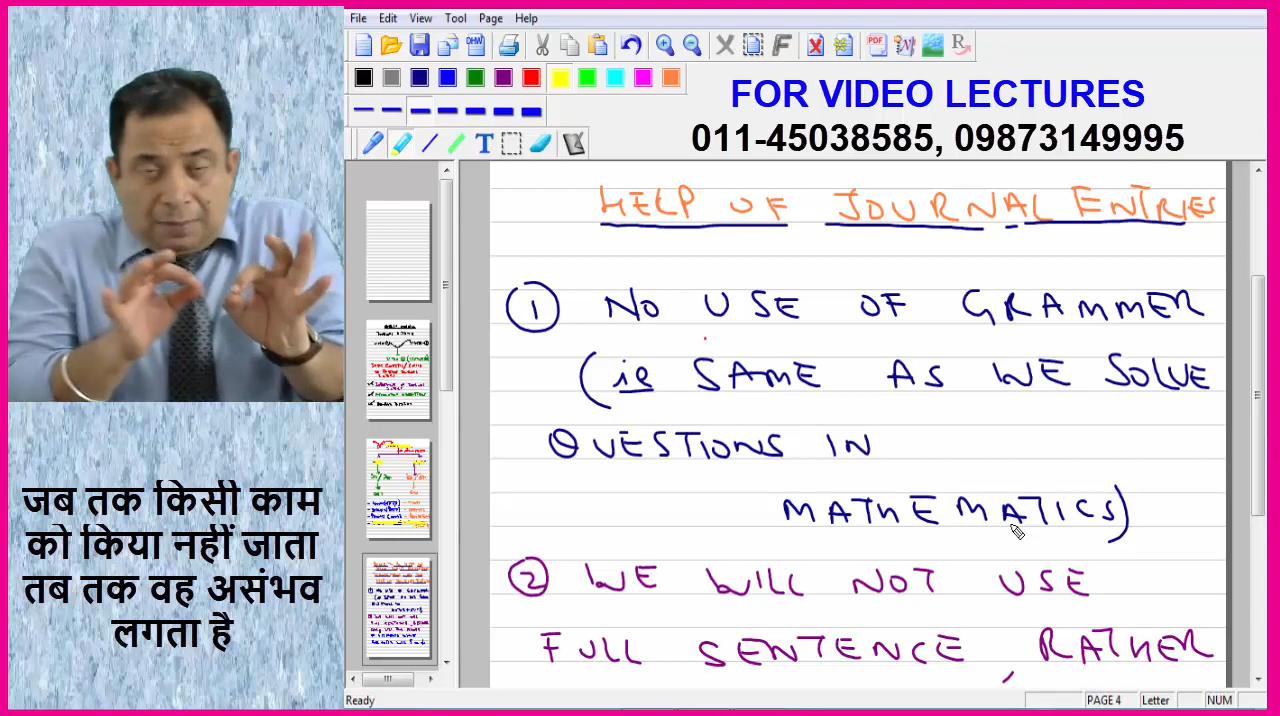 File Edit View Tool Page Help
FOR VIDEO LECTURES
011-45038585, 09873149995
HELP OF JOURNAL ENTRIES
① NO USE OF GRAMMER
(ie SAME AS WE SOLVE
QUESTIONS IN
MATHEMATICS)
② WE WILL NOT USE
FULL SENTENCE, RATHER
जब तक किसी काम
को किया नहीं जाता
तब तक वह असंभव
लगता है
Ready PAGE 4 Letter NUM